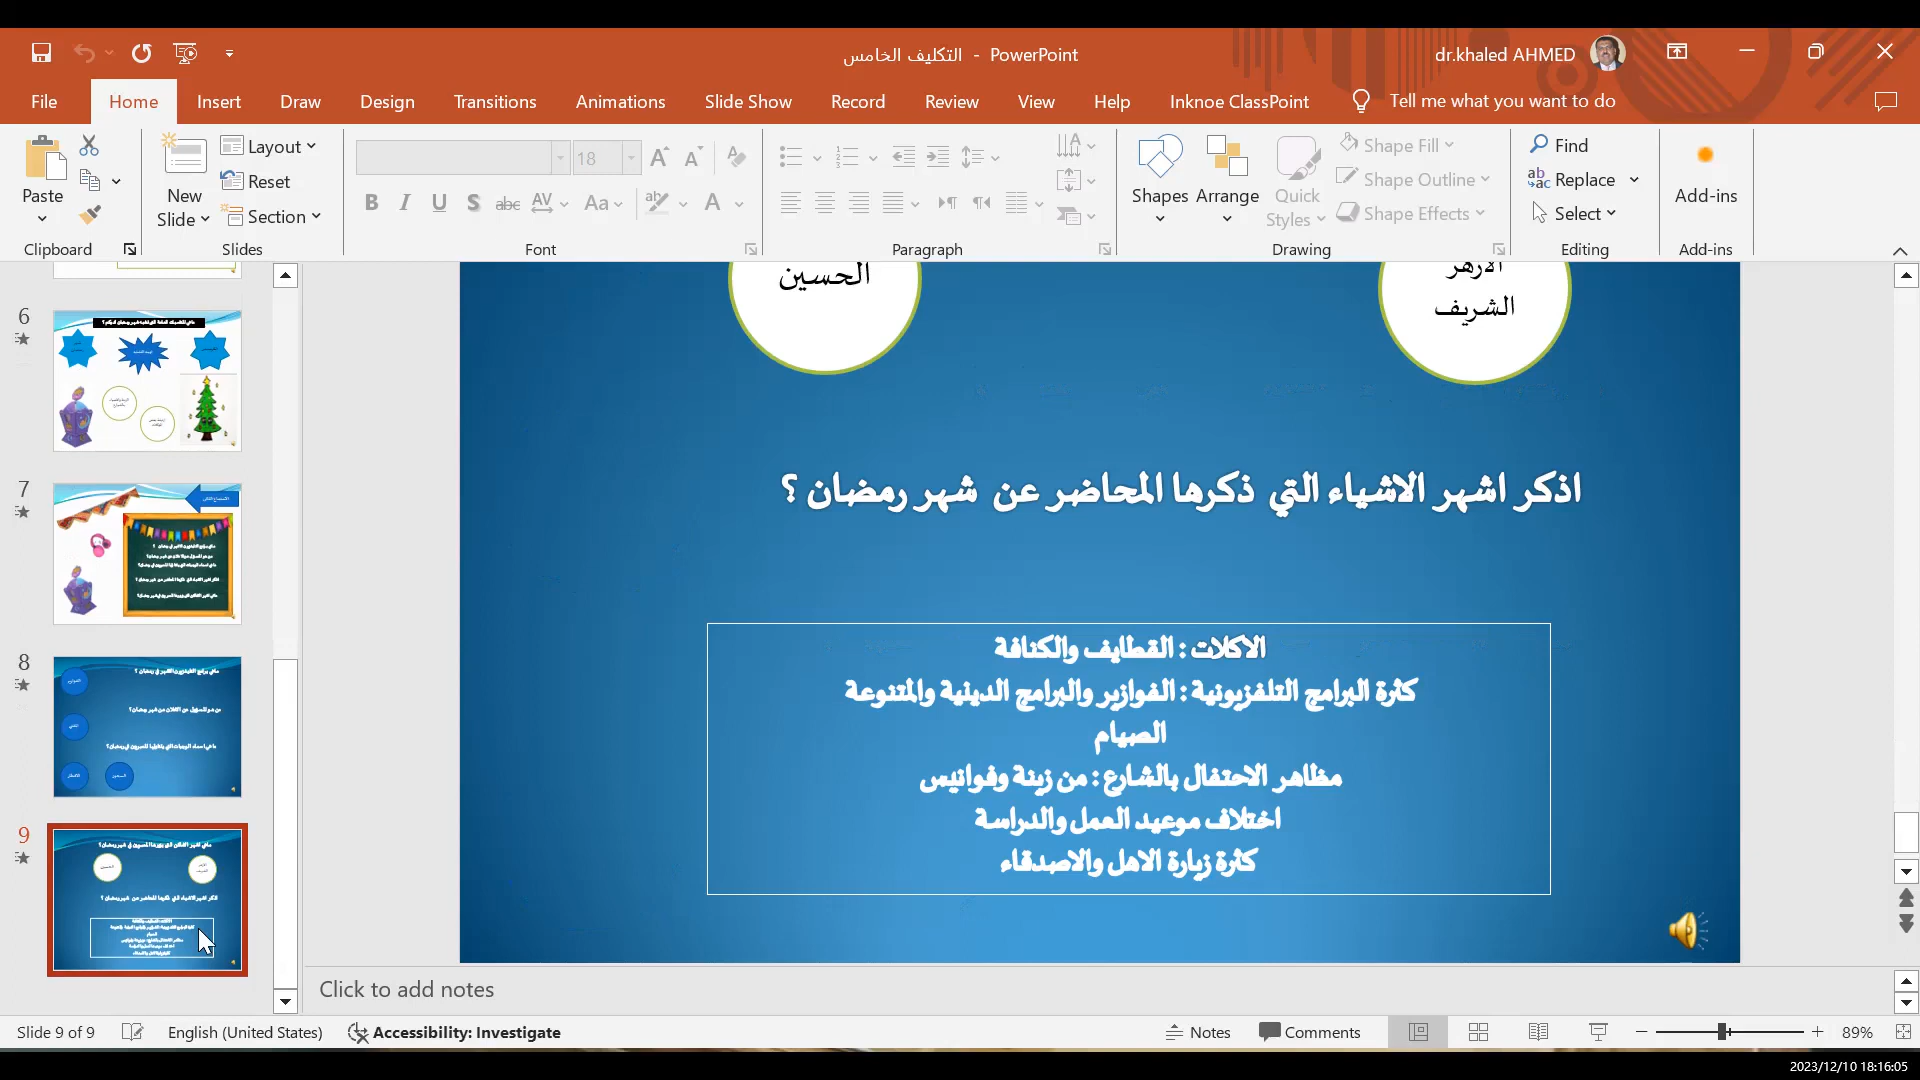 التكليف الخامس - PowerPoint
dr.khaled AHMED
File
Home
Insert
Draw
Design
Transitions
Animations
Slide Show
Record
Review
View
Help
Inknoe ClassPoint
Tell me what you want to do
Paste
Clipboard
New Slide
Layout
Reset
Section
Slides
18
Font
Paragraph
Shapes
Arrange
Quick Styles
Shape Fill
Shape Outline
Shape Effects
Drawing
Find
Replace
Select
Editing
Add-ins
Add-ins
6
7
8
9
الحسين
الازهر
الشريف
اذكر اشهر الاشياء التي ذكرها المحاضر عن شهر رمضان ؟
الاكلات : القطايف والكنافة
كثرة البرامج التلفزيونية : الفوازير والبرامج الدينية والمتنوعة
الصيام
مظاهر الاحتفال بالشارع : من زينة وفوانيس
اختلاف موعيد العمل والدراسة
كثرة زيارة الاهل والاصدقاء
Click to add notes
Slide 9 of 9
English (United States)
Accessibility: Investigate
Notes
Comments
89%
2023/12/10 18:16:05